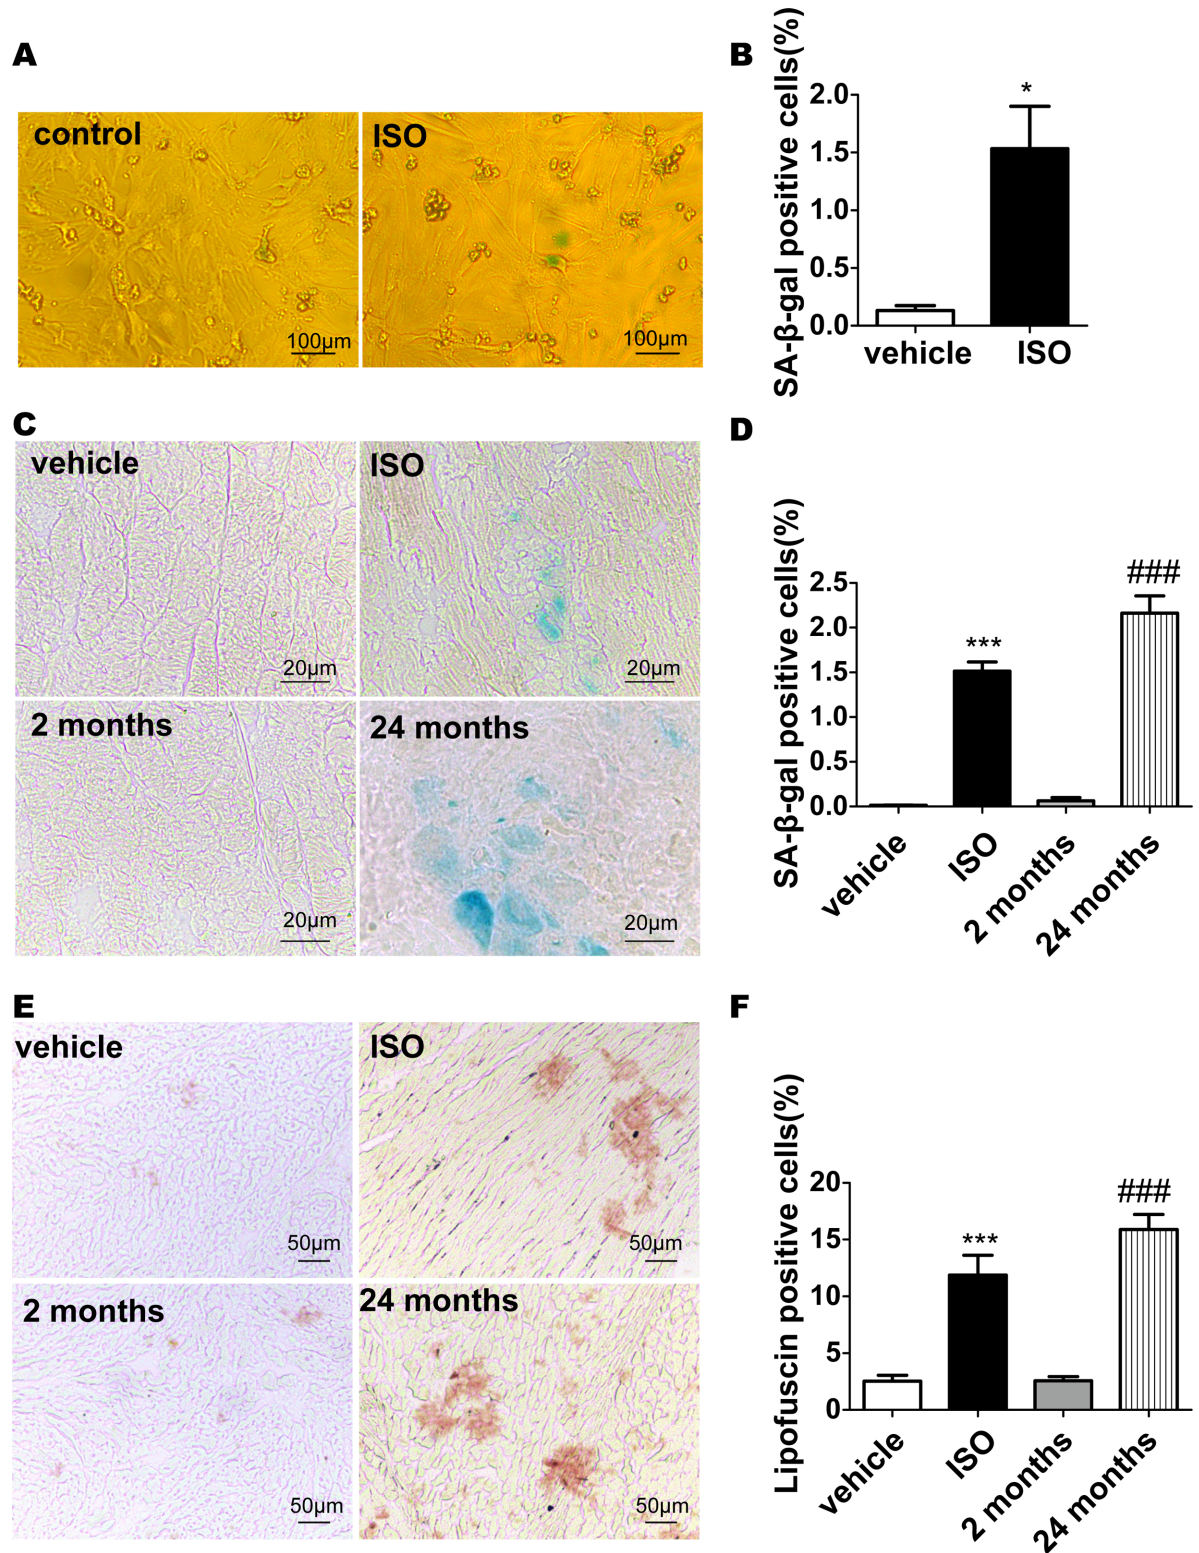 A
control
100μm
ISO
100μm
B
SA-β-gal positive cells(%)
2.0
1.5
1.0
0.5
0.0
*
vehicle
ISO
C
vehicle
20μm
ISO
20μm
2 months
20μm
24 months
20μm
D
SA-β-gal positive cells(%)
2.5
2.0
1.5
1.0
0.5
0.0
***
###
vehicle
ISO
2 months
24 months
E
vehicle
50μm
ISO
50μm
2 months
50μm
24 months
50μm
F
Lipofuscin positive cells(%)
20
15
10
5
0
***
###
vehicle
ISO
2 months
24 months